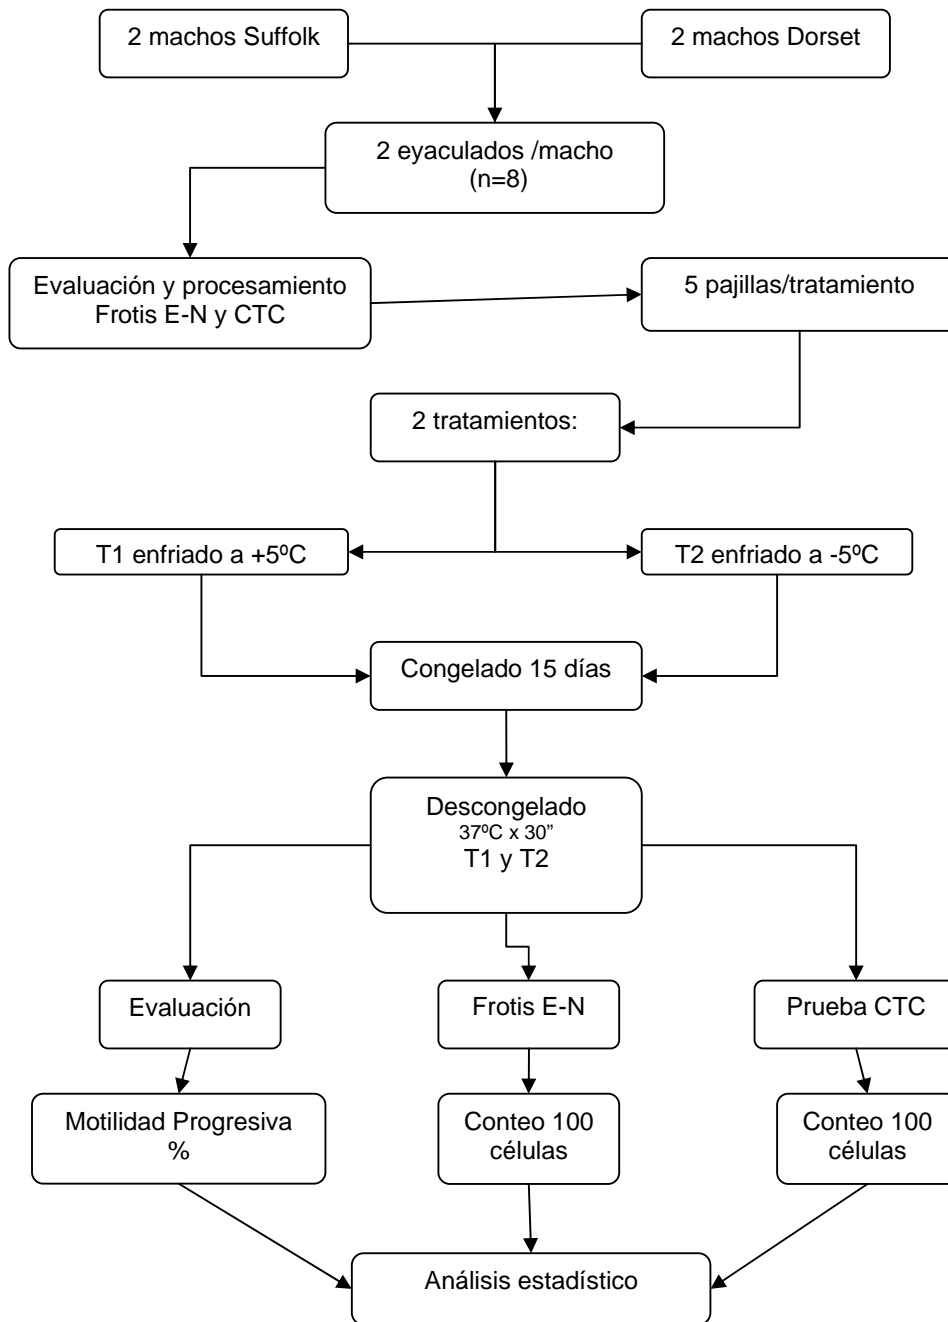 2 machos Suffolk
2 machos Dorset
2 eyaculados /macho
(n=8)
Evaluación y procesamiento
Frotis E-N y CTC
5 pajillas/tratamiento
2 tratamientos:
T1 enfriado a +5ºC
T2 enfriado a -5ºC
Congelado 15 días
Descongelado
37ºC x 30”
T1 y T2
Evaluación
Frotis E-N
Prueba CTC
Motilidad Progresiva
%
Conteo 100
células
Conteo 100
células
Análisis estadístico